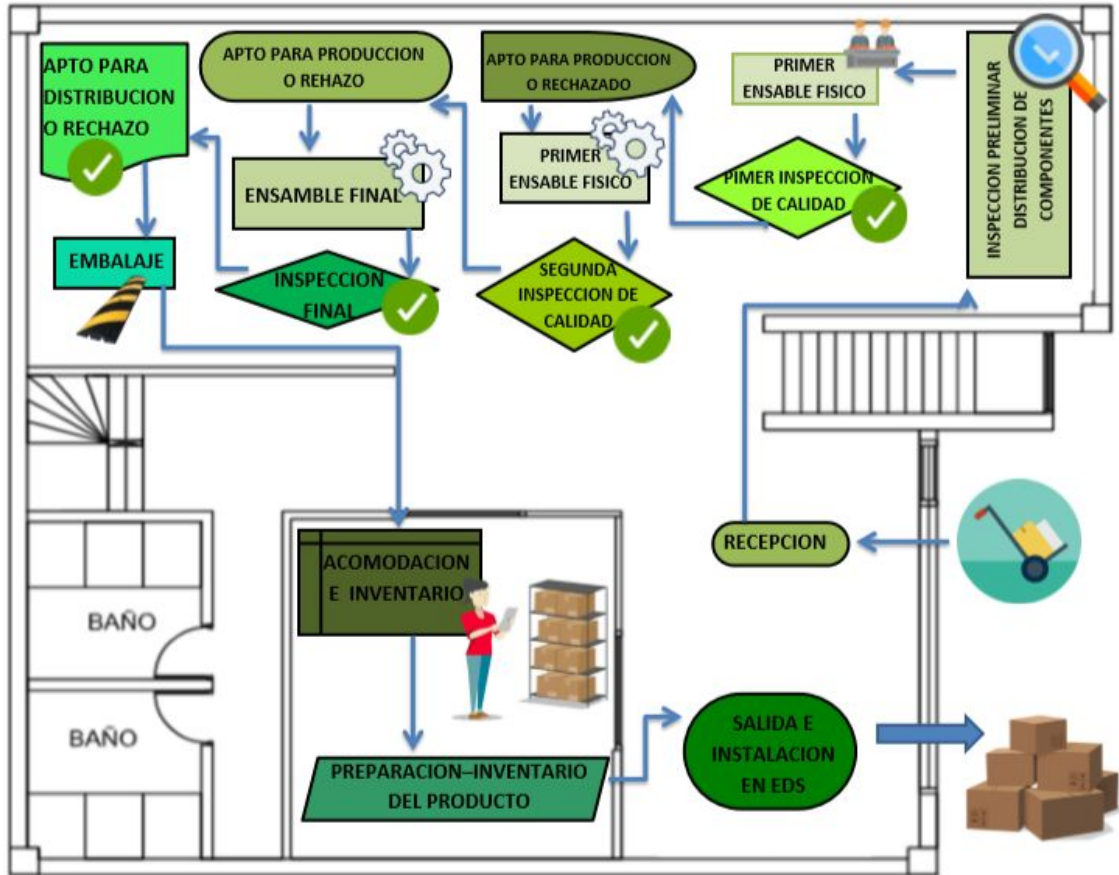 APTO PARA
DISTRIBUCION
O RECHAZO
APTO PARA PRODUCCION
O REHAZO
APTO PARA PRODUCCION
O RECHAZADO
PRIMER
ENSABLE FISICO
INSPECCION PRELIMINAR
DISTRIBUCION DE
COMPONENTES
ENSAMBLE FINAL
PRIMER
ENSABLE FISICO
PIMER INSPECCION
DE CALIDAD
EMBALAJE
INSPECCION
FINAL
SEGUNDA
INSPECCION DE
CALIDAD
RECEPCION
ACOMODACION
E INVENTARIO
BAÑO
BAÑO
PREPARACION–INVENTARIO
DEL PRODUCTO
SALIDA E
INSTALACION
EN EDS